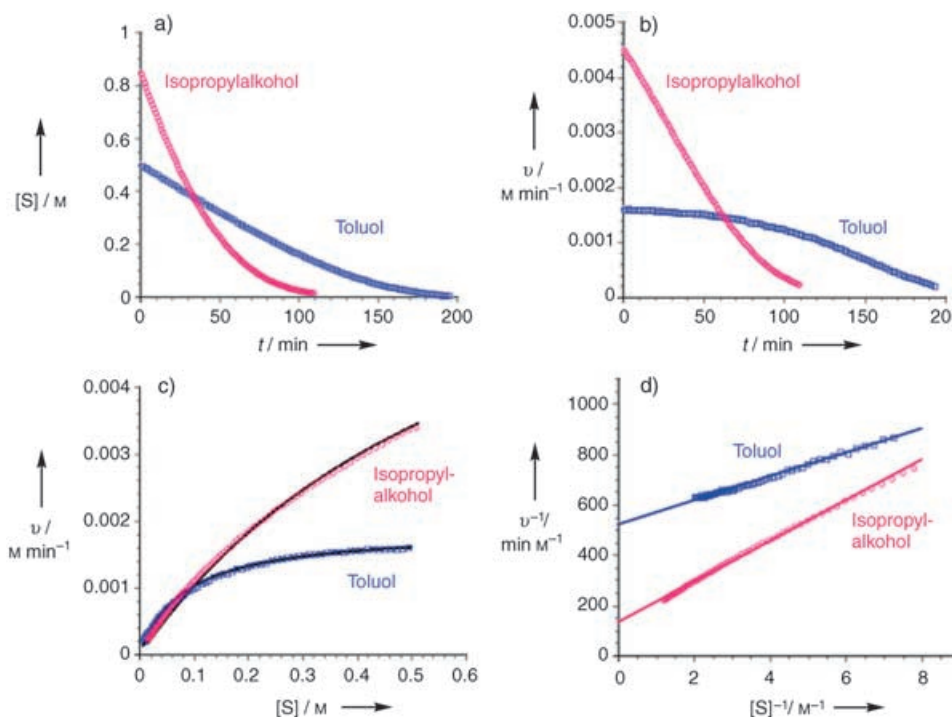 a)
1
0.8
0.6
0.4
0.2
0
[S] / M
Isopropylalkohol
Toluol
0 50 100 150 200
t / min
b)
0.005
0.004
0.003
0.002
0.001
0
υ /
M min⁻¹
Isopropylalkohol
Toluol
0 50 100 150 20
t / min
c)
0.004
0.003
0.002
0.001
0
υ /
M min⁻¹
Isopropyl-
alkohol
Toluol
0 0.1 0.2 0.3 0.4 0.5 0.6
[S] / M
d)
1000
800
600
400
200
0
υ⁻¹/
min M⁻¹
Toluol
Isopropyl-
alkohol
0 2 4 6 8
[S]⁻¹/ M⁻¹